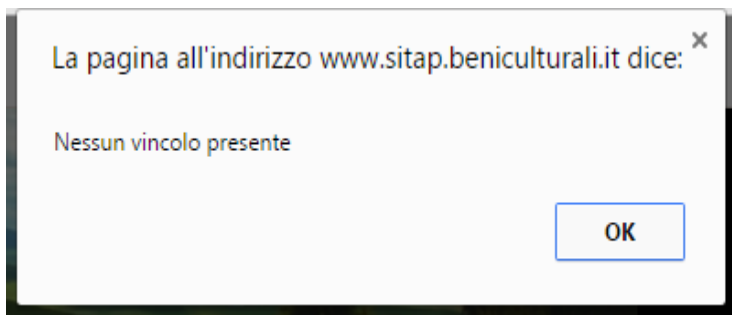 La pagina all'indirizzo www.sitap.beniculturali.it dice:
Nessun vincolo presente
OK